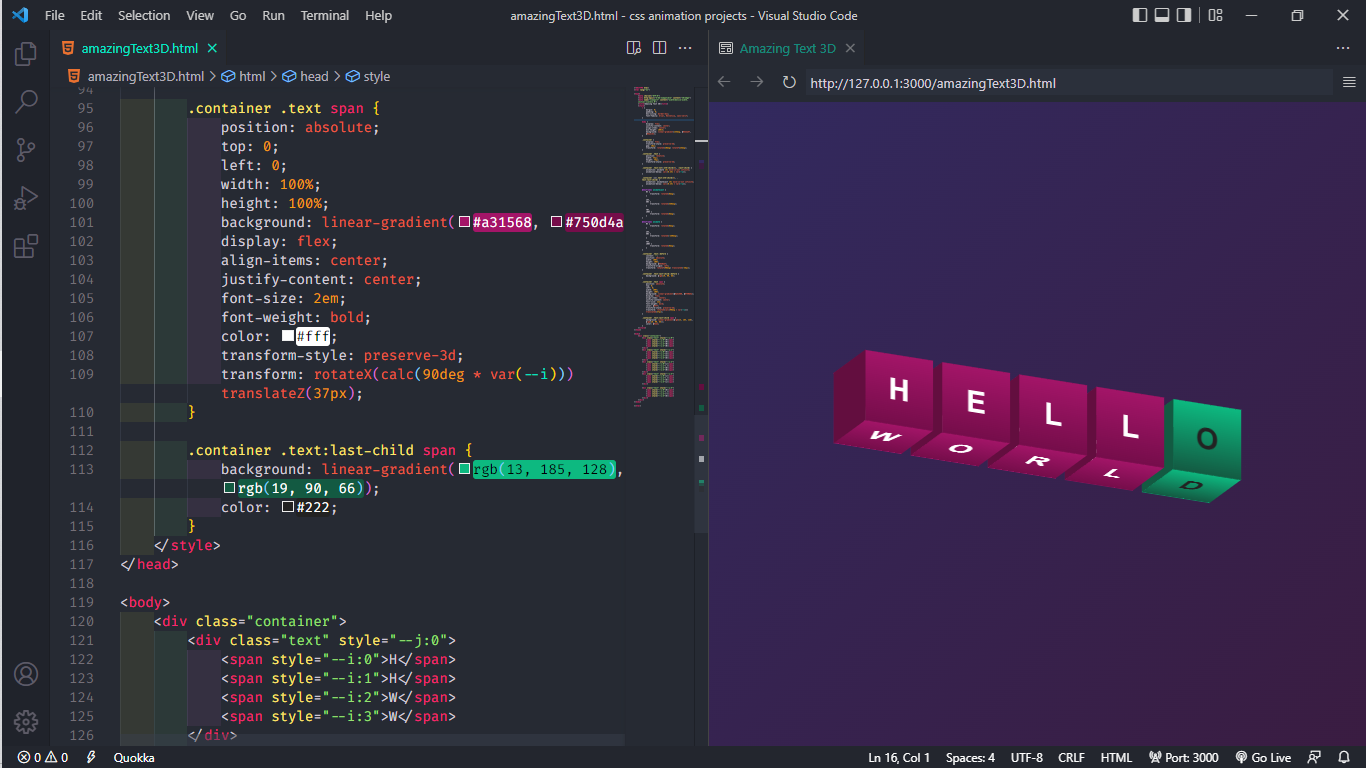 File Edit Selection View Go Run Terminal Help
amazingText3D.html - css animation projects - Visual Studio Code
amazingText3D.html
amazingText3D.html > html > head > style
94
95 .container .text span {
96 position: absolute;
97 top: 0;
98 left: 0;
99 width: 100%;
100 height: 100%;
101 background: linear-gradient(#a31568, #750d4a
102 display: flex;
103 align-items: center;
104 justify-content: center;
105 font-size: 2em;
106 font-weight: bold;
107 color: #fff;
108 transform-style: preserve-3d;
109 transform: rotateX(calc(90deg * var(--i)))
translateZ(37px);
110 }
111
112 .container .text:last-child span {
113 background: linear-gradient(rgb(13, 185, 128),
rgb(19, 90, 66));
114 color: #222;
115 }
116 </style>
117 </head>
118
119 <body>
120 <div class="container">
121 <div class="text" style="--j:0">
122 <span style="--i:0">H</span>
123 <span style="--i:1">H</span>
124 <span style="--i:2">W</span>
125 <span style="--i:3">W</span>
126 </div>
Amazing Text 3D
http://127.0.0.1:3000/amazingText3D.html
HELLO
WORLD
0 0 Quokka
Ln 16, Col 1 Spaces: 4 UTF-8 CRLF HTML Port: 3000 Go Live